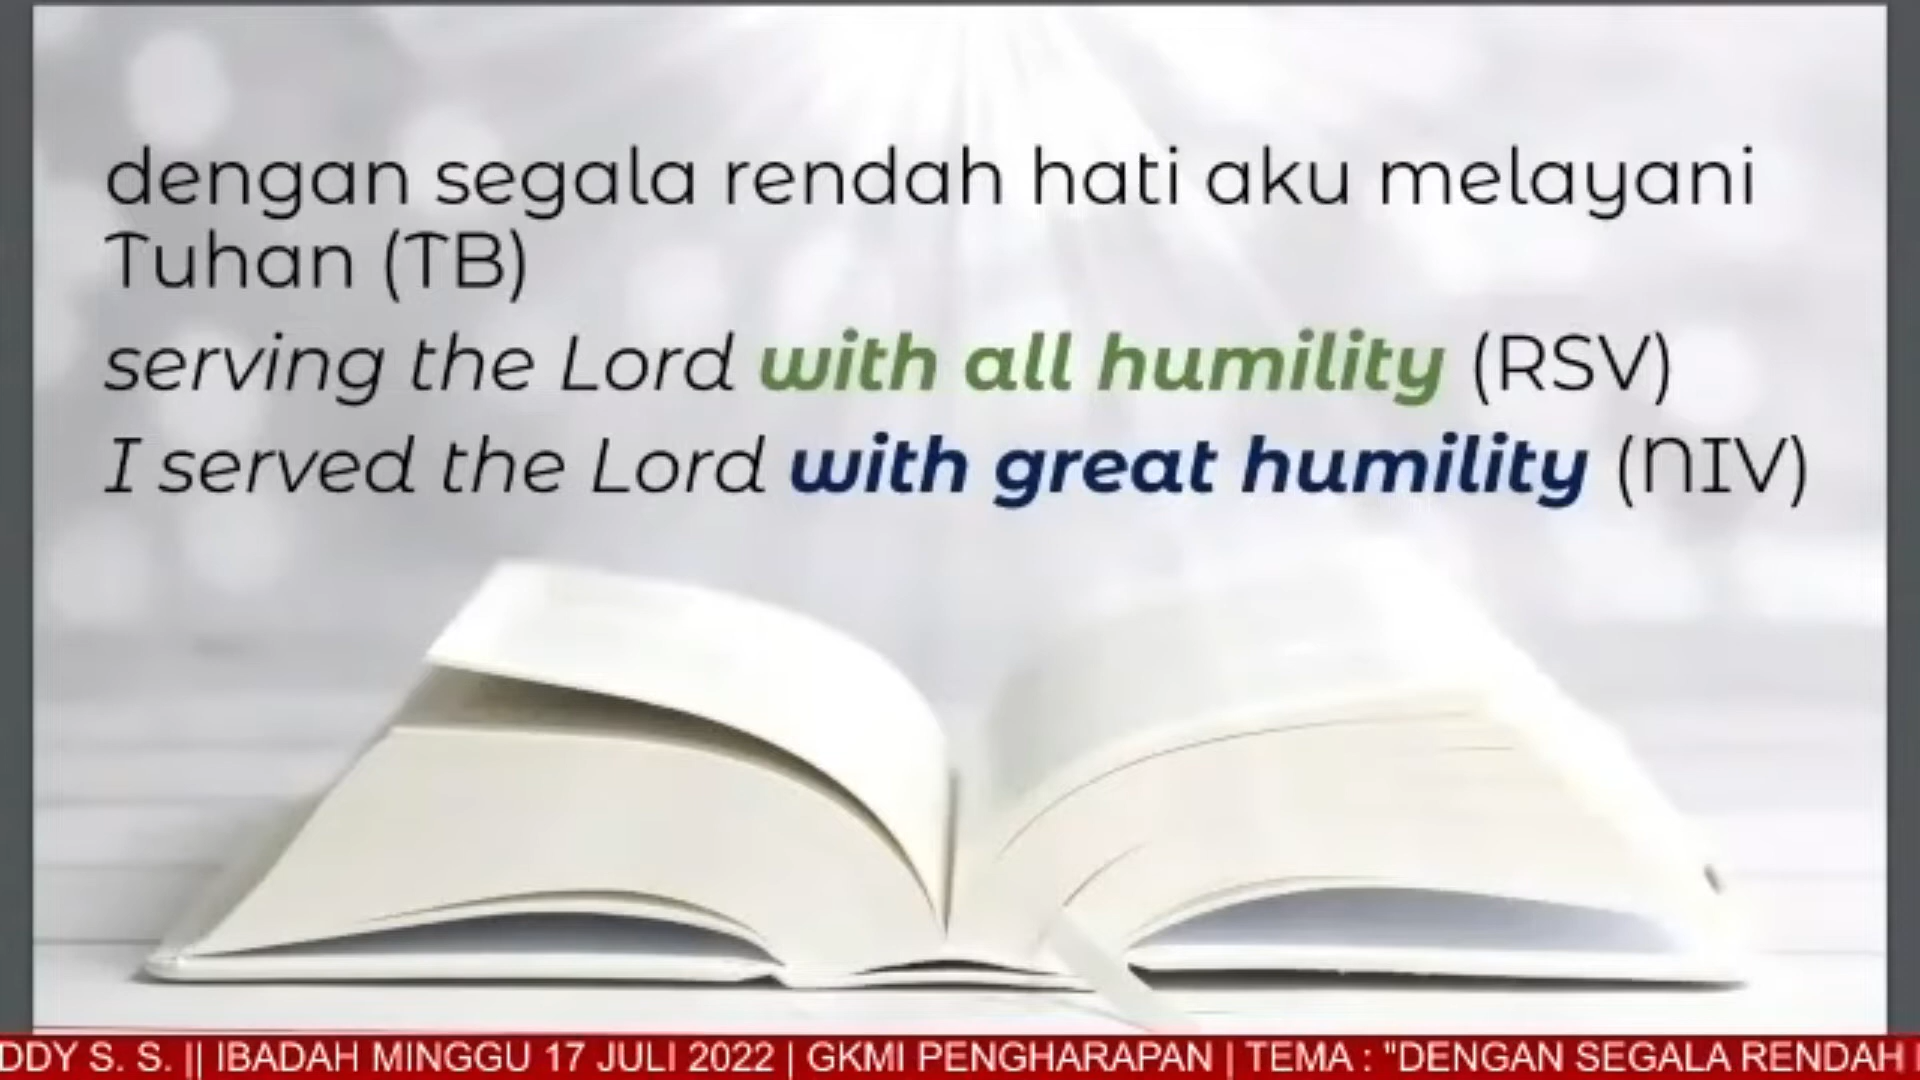 dengan segala rendah hati aku melayani
Tuhan (TB)
serving the Lord with all humility (RSV)
I served the Lord with great humility (NIV)
DDY S. S. || IBADAH MINGGU 17 JULI 2022 | GKMI PENGHARAPAN | TEMA : "DENGAN SEGALA RENDAH